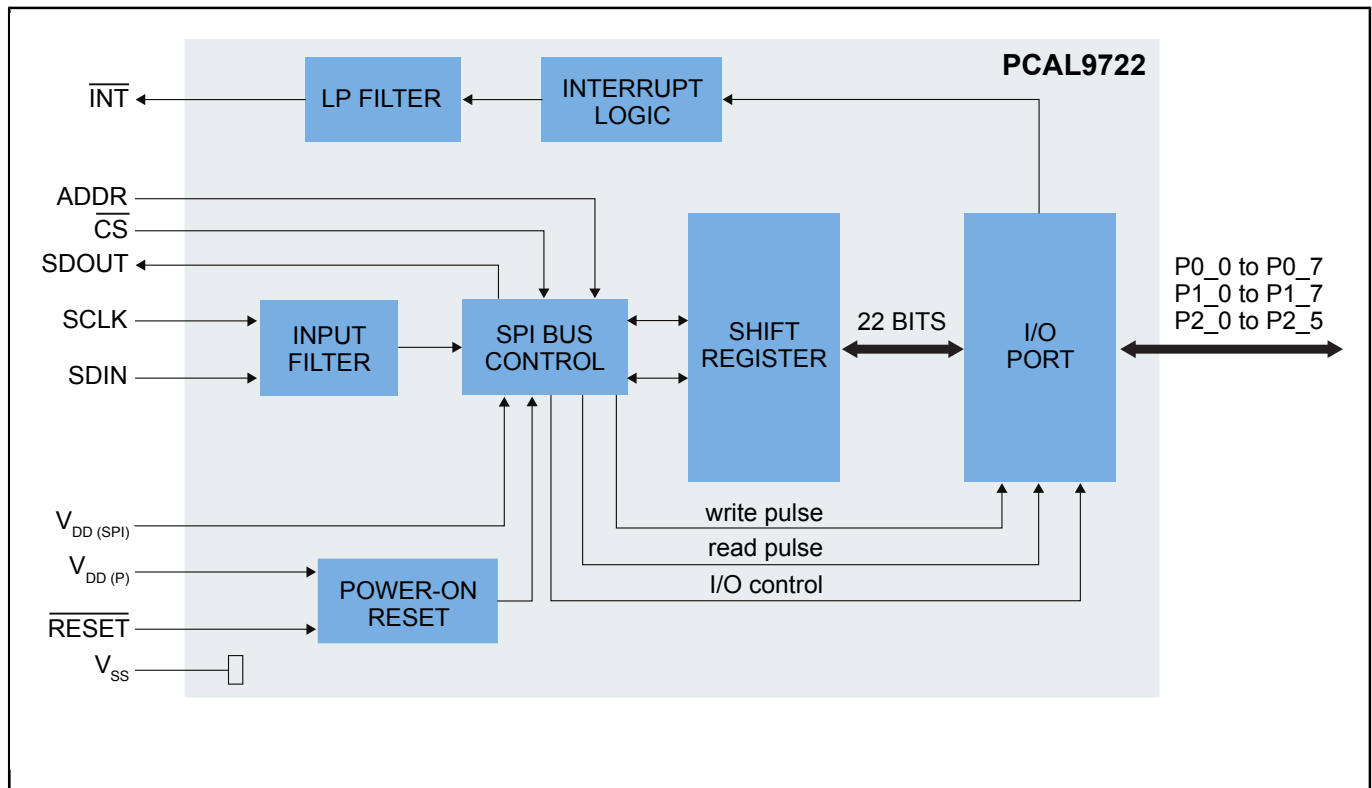 PCAL9722
INT
LP FILTER
INTERRUPT
LOGIC
ADDR
CS
SDOUT
SCLK
SDIN
INPUT
FILTER
SPI BUS
CONTROL
SHIFT
REGISTER
22 BITS
I/O
PORT
P0_0 to P0_7
P1_0 to P1_7
P2_0 to P2_5
write pulse
read pulse
I/O control
VDD (SPI)
VDD (P)
RESET
VSS
POWER-ON
RESET